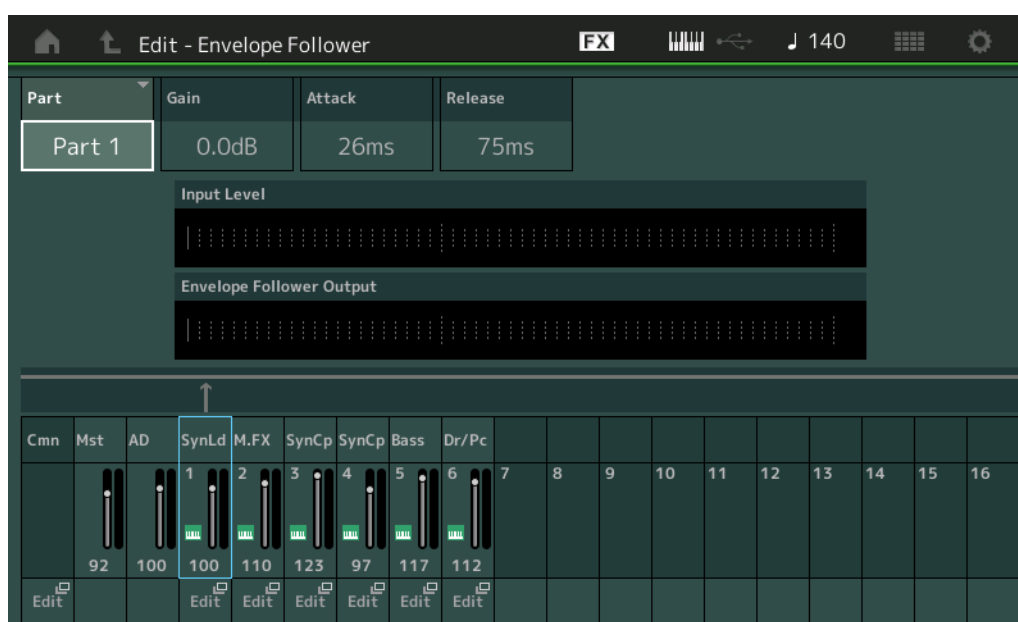 Edit - Envelope Follower FX ♩ 140
Part Gain Attack Release
Part 1 0.0dB 26ms 75ms
Input Level
Envelope Follower Output
Cmn Mst AD SynLd M.FX SynCp SynCp Bass Dr/Pc
1 2 3 4 5 6 7 8 9 10 11 12 13 14 15 16
92 100 100 110 123 97 117 112
Edit Edit Edit Edit Edit Edit Edit